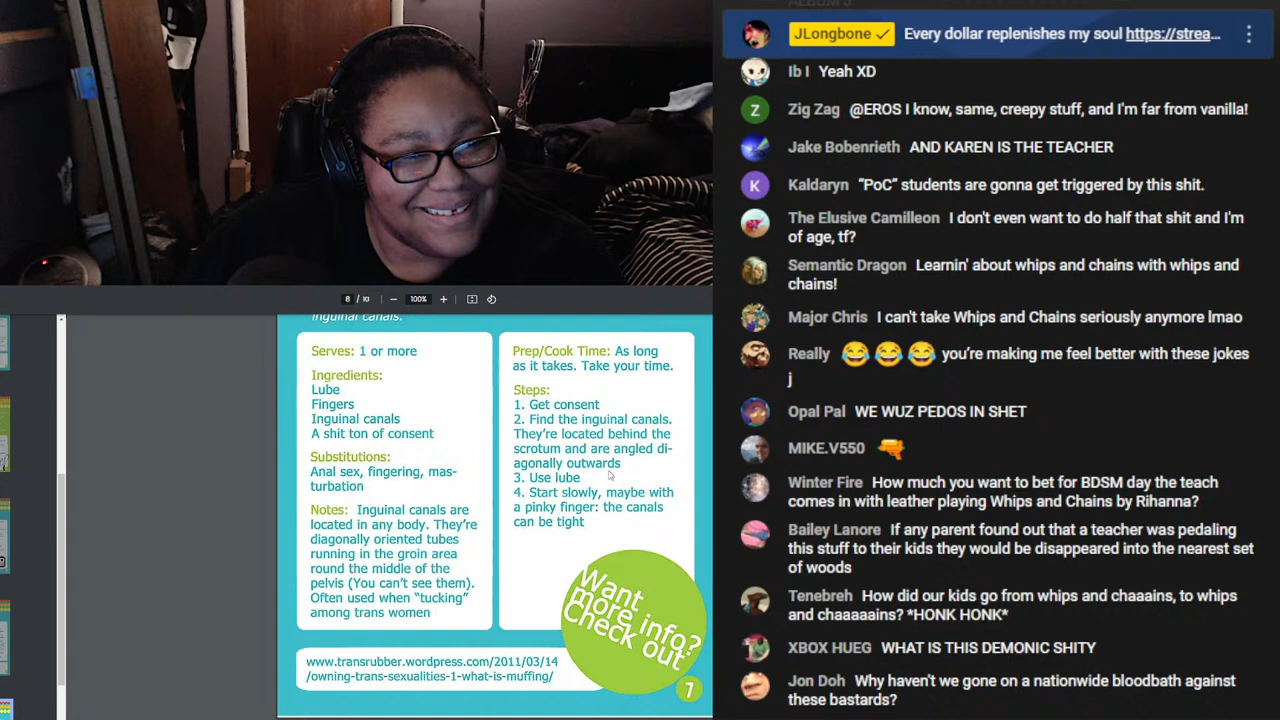 JLongbone Every dollar replenishes my soul https://strea...
Ib I Yeah XD
Z Zig Zag @EROS I know, same, creepy stuff, and I'm far from vanilla!
Jake Bobenrieth AND KAREN IS THE TEACHER
K Kaldaryn “PoC” students are gonna get triggered by this shit.
The Elusive Camilleon I don't even want to do half that shit and I'm
of age, tf?
Semantic Dragon Learnin' about whips and chains with whips and
chains!
Major Chris I can't take Whips and Chains seriously anymore lmao
Really 😂😂😂 you're making me feel better with these jokes
j
Opal Pal WE WUZ PEDOS IN SHET
MIKE.V550
Winter Fire How much you want to bet for BDSM day the teach
comes in with leather playing Whips and Chains by Rihanna?
Bailey Lanore If any parent found out that a teacher was pedaling
this stuff to their kids they would be disappeared into the nearest set
of woods
Tenebreh How did our kids go from whips and chaaains, to whips
and chaaaaains? *HONK HONK*
XBOX HUEG WHAT IS THIS DEMONIC SHITY
Jon Doh Why haven't we gone on a nationwide bloodbath against
these bastards?
8 / 10 − 100% +
inguinal canals.
Serves: 1 or more
Ingredients:
Lube
Fingers
Inguinal canals
A shit ton of consent
Substitutions:
Anal sex, fingering, mas-
turbation
Notes: Inguinal canals are
located in any body. They're
diagonally oriented tubes
running in the groin area
round the middle of the
pelvis (You can't see them).
Often used when “tucking”
among trans women
Prep/Cook Time: As long
as it takes. Take your time.
Steps:
1. Get consent
2. Find the inguinal canals.
They're located behind the
scrotum and are angled di-
agonally outwards
3. Use lube
4. Start slowly, maybe with
a pinky finger: the canals
can be tight
Want
more info?
Check out
www.transrubber.wordpress.com/2011/03/14
/owning-trans-sexualities-1-what-is-muffing/
7